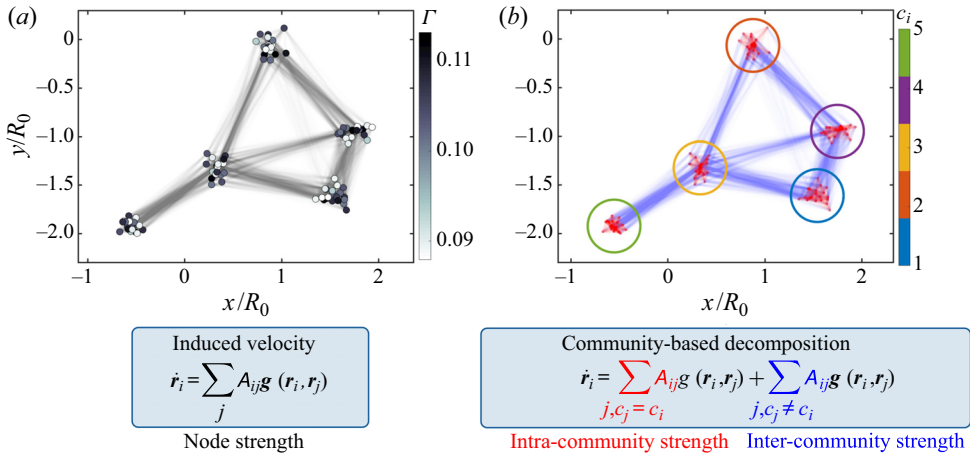 (a)
Γ
0
−0.5
−1.0
−1.5
−2.0
y/R₀
−1
0
1
2
x/R₀
0.11
0.10
0.09
(b)
cᵢ
0
−0.5
−1.0
−1.5
−2.0
−1
0
1
2
x/R₀
5
4
3
2
1
Induced velocity
ṙᵢ = ∑ Aᵢⱼ g (rᵢ, rⱼ)
j
Node strength
Community-based decomposition
ṙᵢ = ∑ Aᵢⱼ g (rᵢ, rⱼ) + ∑ Aᵢⱼ g (rᵢ, rⱼ)
j, cⱼ = cᵢ j, cⱼ ≠ cᵢ
Intra-community strength Inter-community strength